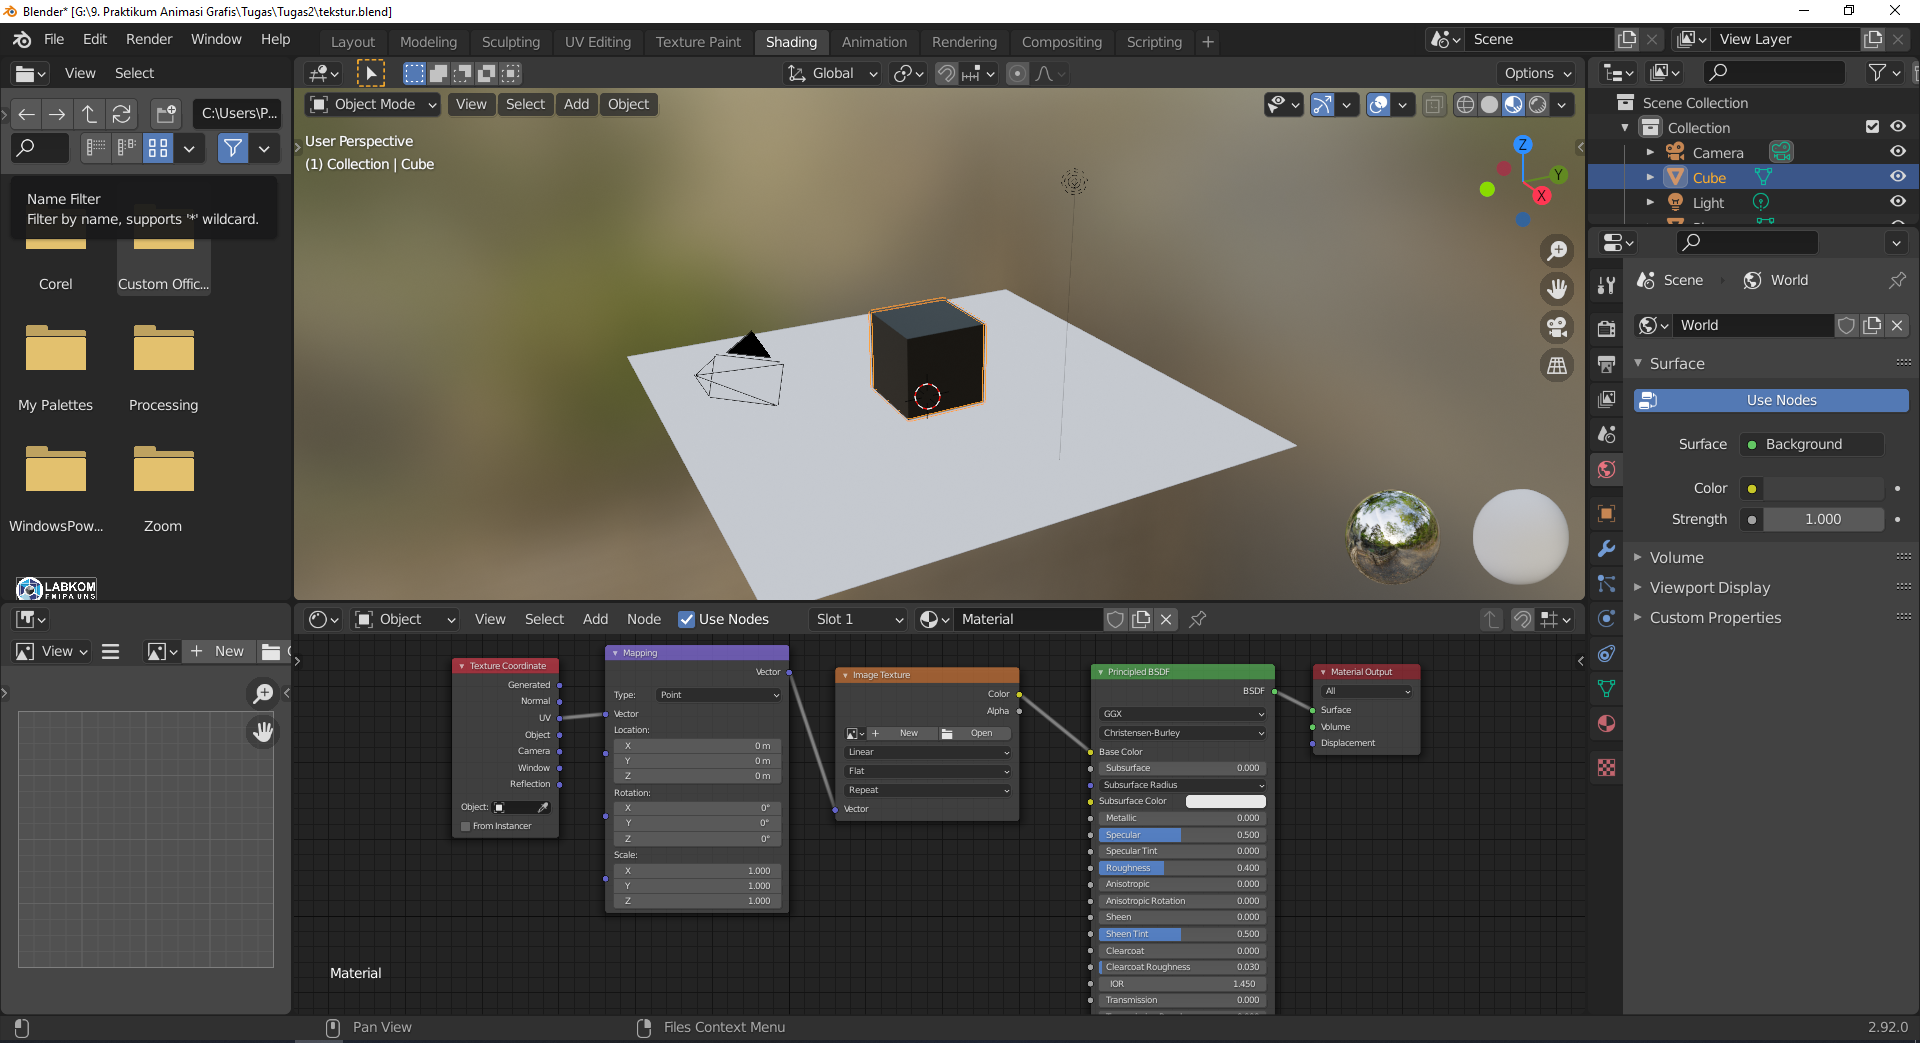 Blender* [G:\9. Praktikum Animasi Grafis\Tugas\Tugas2\tekstur.blend]
File Edit Render Window Help
Layout Modeling Sculpting UV Editing Texture Paint Shading Animation Rendering Compositing Scripting +
Scene
View Layer
View Select
Global
Options
C:\Users\P...
Object Mode View Select Add Object
User Perspective
(1) Collection | Cube
Z
Y
X
Name Filter
Filter by name, supports '*' wildcard.
Corel
Custom Offic...
My Palettes
Processing
WindowsPow...
Zoom
LABKOM
FMIPA UNS
Scene Collection
Collection
Camera
Cube
Light
Scene World
World
Surface
Use Nodes
Surface Background
Color
Strength 1.000
Volume
Viewport Display
Custom Properties
View
+ New
Object View Select Add Node Use Nodes Slot 1 Material
Texture Coordinate
Generated
Normal
UV
Object
Camera
Window
Reflection
Object:
From Instancer
Mapping
Vector
Type: Point
Vector
Location:
X 0 m
Y 0 m
Z 0 m
Rotation:
X 0°
Y 0°
Z 0°
Scale:
X 1.000
Y 1.000
Z 1.000
Image Texture
Color
Alpha
+ New Open
Linear
Flat
Repeat
Vector
Principled BSDF
BSDF
GGX
Christensen-Burley
Base Color
Subsurface 0.000
Subsurface Radius
Subsurface Color
Metallic 0.000
Specular 0.500
Specular Tint 0.000
Roughness 0.400
Anisotropic 0.000
Anisotropic Rotation 0.000
Sheen 0.000
Sheen Tint 0.500
Clearcoat 0.000
Clearcoat Roughness 0.030
IOR 1.450
Transmission 0.000
Material Output
All
Surface
Volume
Displacement
Material
Pan View
Files Context Menu
2.92.0